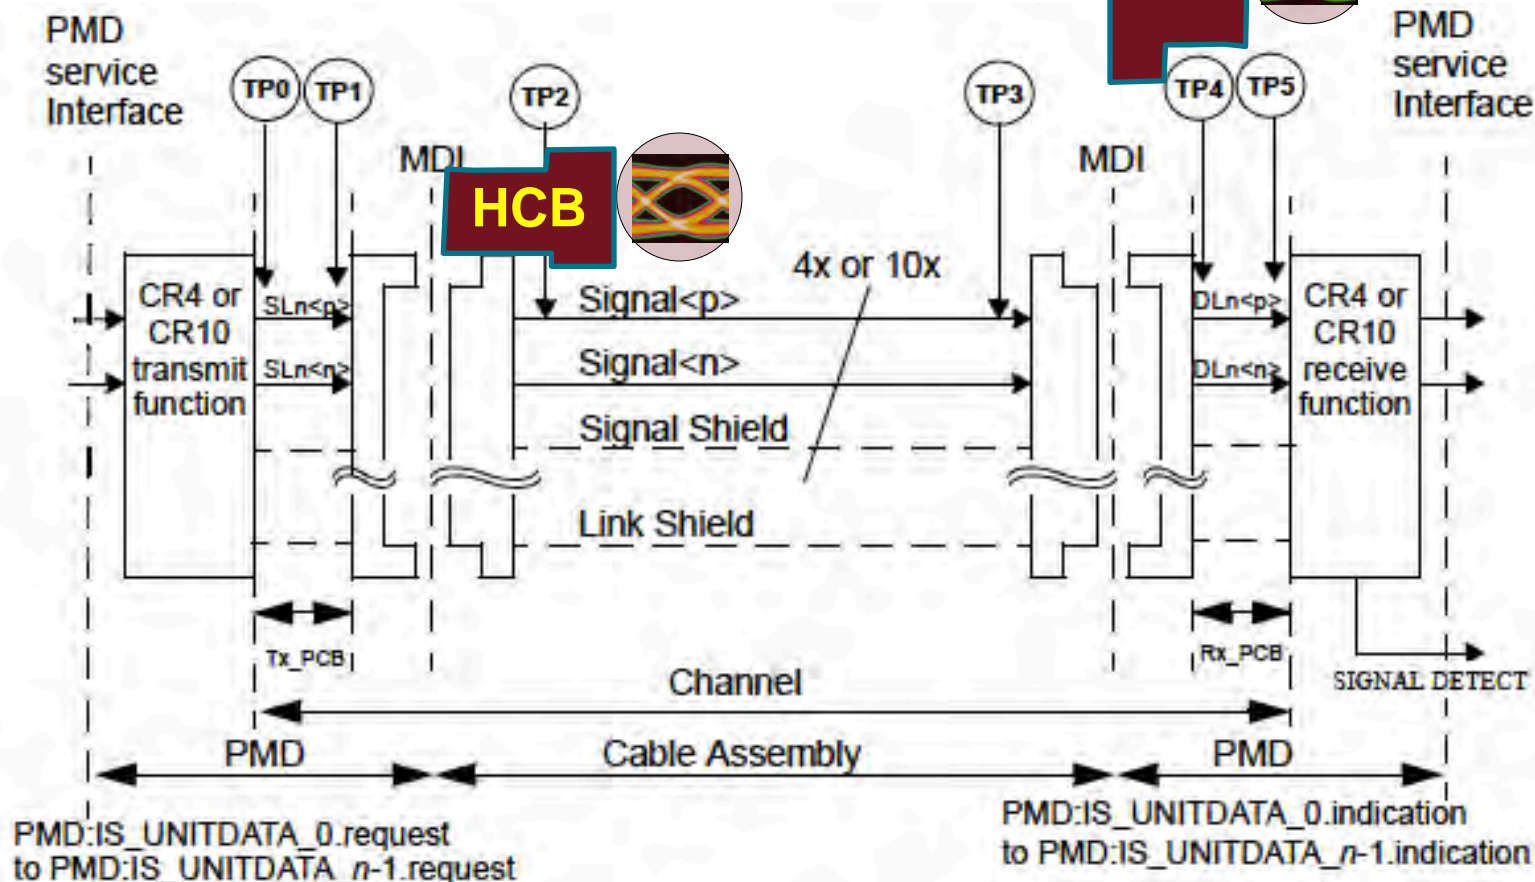 PMD
service
Interface
TP0
TP1
TP2
TP3
TP4
TP5
PMD
service
Interface
MDI
HCB
MDI
4x or 10x
CR4 or
CR10
transmit
function
SLn<p>
SLn<n>
Signal<p>
Signal<n>
Signal Shield
Link Shield
DLn<p>
DLn<n>
CR4 or
CR10
receive
function
Tx_PCB
Rx_PCB
SIGNAL DETECT
Channel
PMD
Cable Assembly
PMD
PMD:IS_UNITDATA_0.request
to PMD:IS_UNITDATA_n-1.request
PMD:IS_UNITDATA_0.indication
to PMD:IS_UNITDATA_n-1.indication